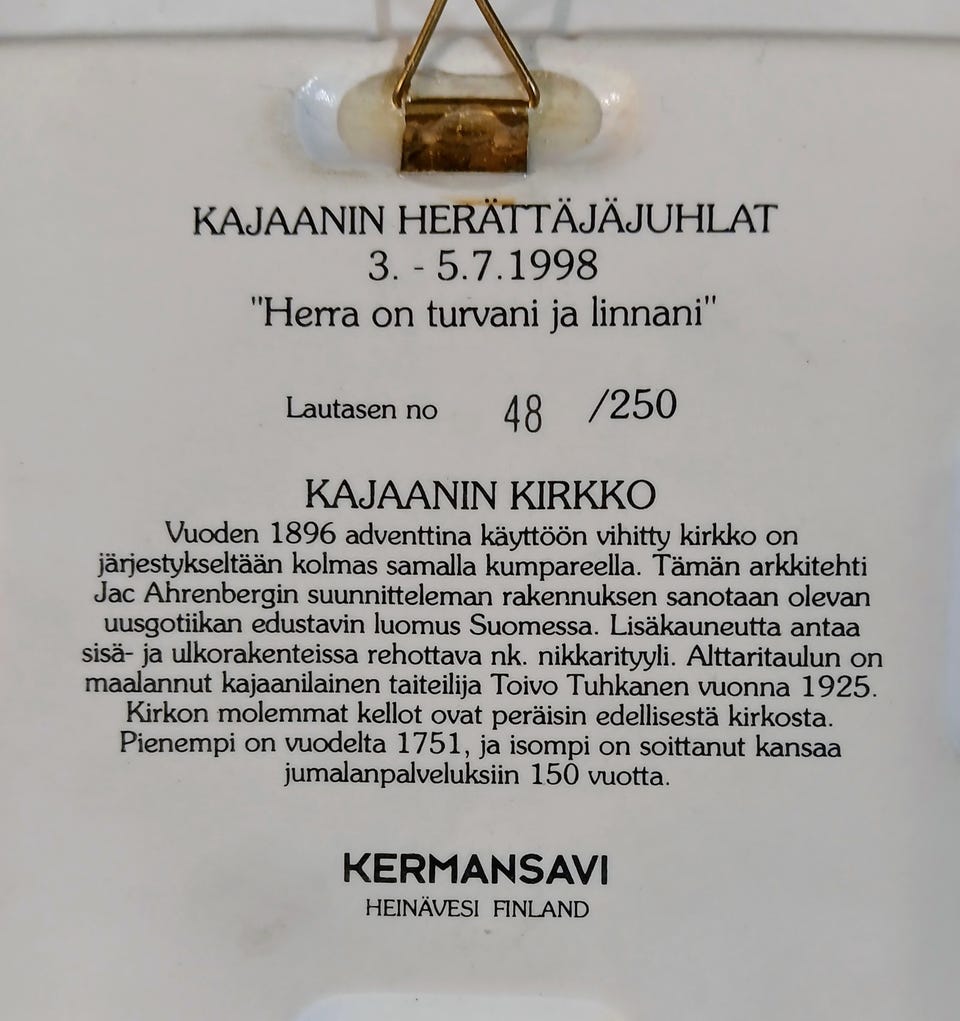 KAJAANIN HERÄTTÄJÄJUHLAT
3. - 5.7.1998
"Herra on turvani ja linnani"
Lautasen no 48 /250
KAJAANIN KIRKKO
Vuoden 1896 adventtina käyttöön vihitty kirkko on
järjestykseltään kolmas samalla kumpareella. Tämän arkkitehti
Jac Ahrenbergin suunnitteleman rakennuksen sanotaan olevan
uusgotiikan edustavin luomus Suomessa. Lisäkauneutta antaa
sisä- ja ulkorakenteissa rehottava nk. nikkarityyli. Alttaritaulun on
maalannut kajaanilainen taiteilija Toivo Tuhkanen vuonna 1925.
Kirkon molemmat kellot ovat peräisin edellisestä kirkosta.
Pienempi on vuodelta 1751, ja isompi on soittanut kansaa
jumalanpalveluksiin 150 vuotta.
KERMANSAVI
HEINÄVESI FINLAND